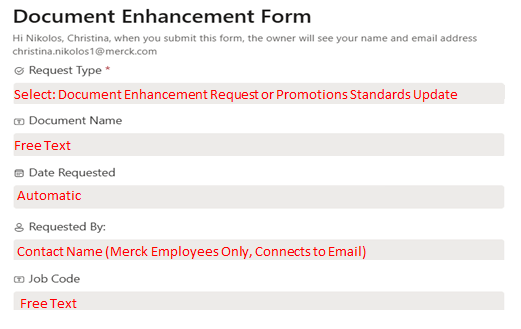 Document Enhancement Form
Hi Nikolos, Christina, when you submit this form, the owner will see your name and email address
christina.nikolos1@merck.com
Request Type *
Select: Document Enhancement Request or Promotions Standards Update
Document Name
Free Text
Date Requested
Automatic
Requested By:
Contact Name (Merck Employees Only, Connects to Email)
Job Code
Free Text